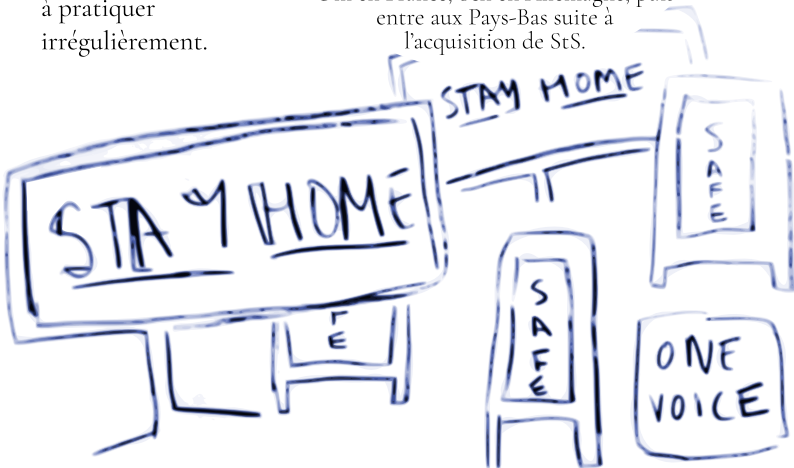 à pratiquer
irrégulièrement.
entre aux Pays-Bas suite à
l'acquisition de StS.
STAY HOME
STAY HOME
SAFE
FE
SAFE
ONE
VOICE